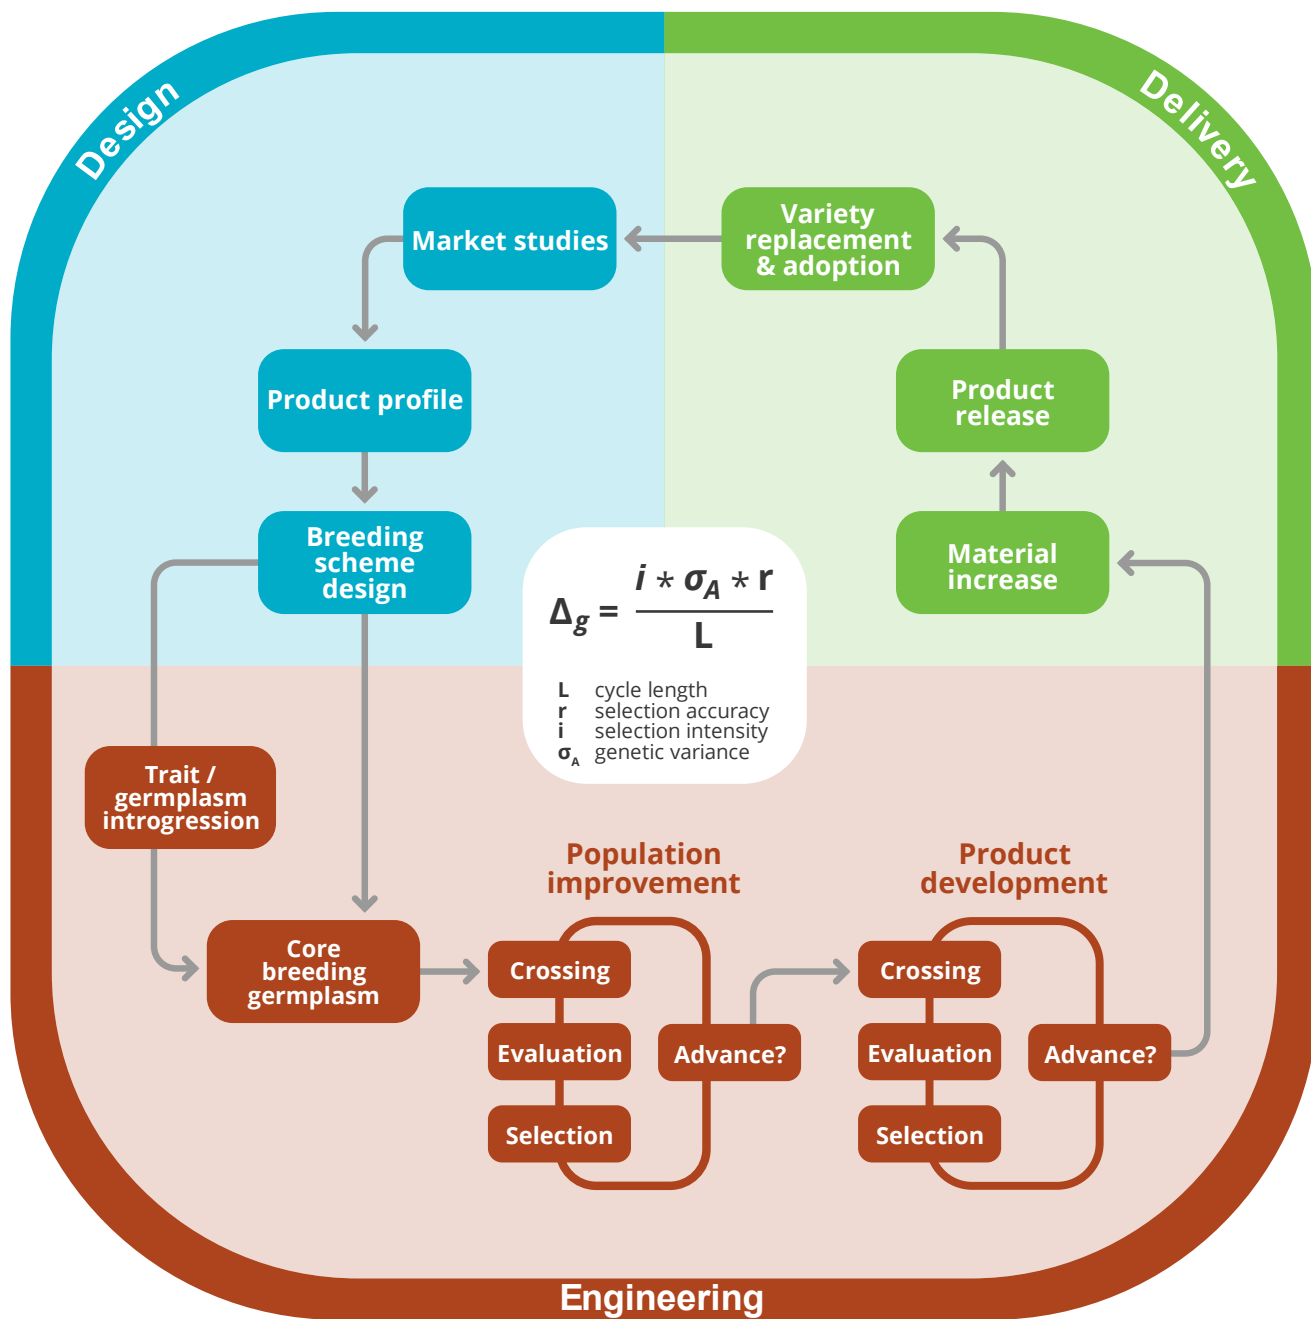 Design
Delivery
Market studies
Variety
replacement
& adoption
Product profile
Product
release
Breeding
scheme
design
Material
increase
Δg = i * σA * r / L
L cycle length
r selection accuracy
i selection intensity
σA genetic variance
Trait /
germplasm
introgression
Population
improvement
Product
development
Core
breeding
germplasm
Crossing
Evaluation
Selection
Advance?
Crossing
Evaluation
Selection
Advance?
Engineering